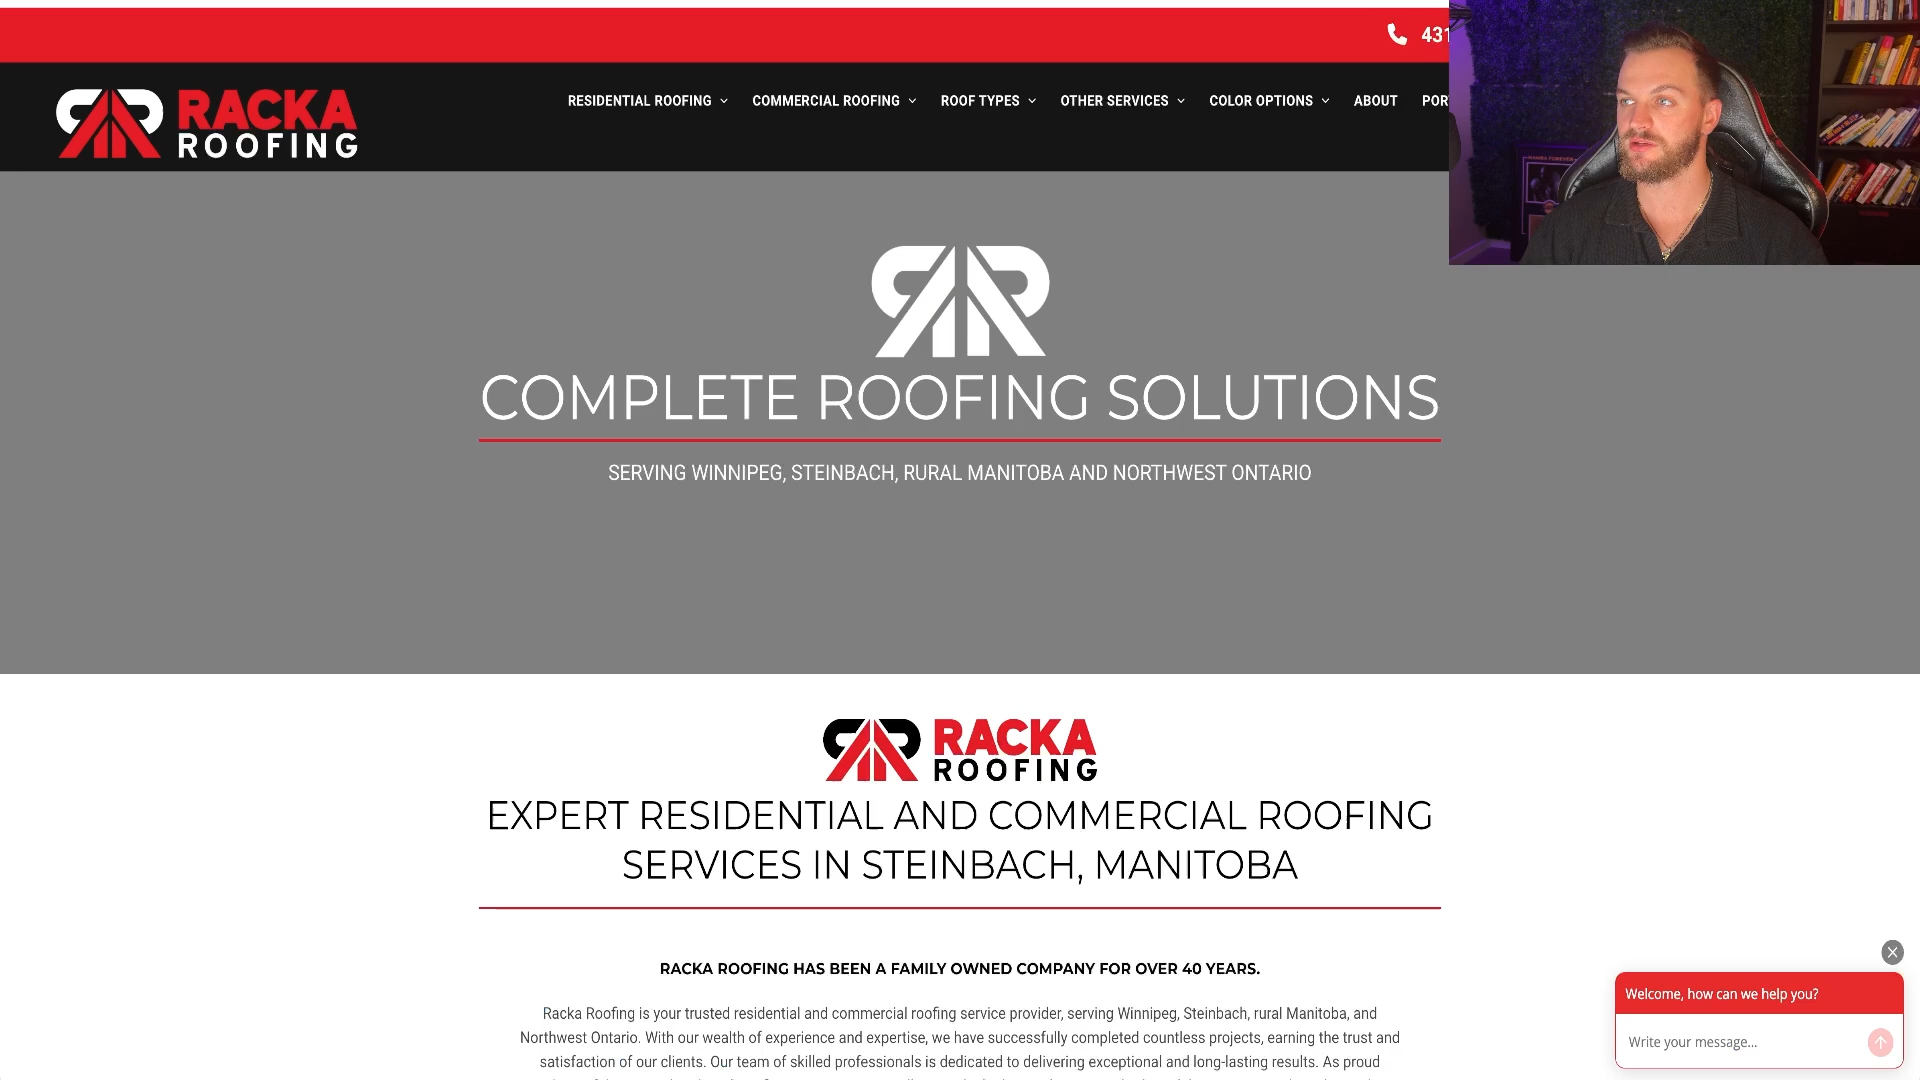 431
RACKA
ROOFING
RESIDENTIAL ROOFING
COMMERCIAL ROOFING
ROOF TYPES
OTHER SERVICES
COLOR OPTIONS
ABOUT
POR
MAMBA FOREVER
COMPLETE ROOFING SOLUTIONS
SERVING WINNIPEG, STEINBACH, RURAL MANITOBA AND NORTHWEST ONTARIO
RACKA
ROOFING
EXPERT RESIDENTIAL AND COMMERCIAL ROOFING
SERVICES IN STEINBACH, MANITOBA
RACKA ROOFING HAS BEEN A FAMILY OWNED COMPANY FOR OVER 40 YEARS.
Racka Roofing is your trusted residential and commercial roofing service provider, serving Winnipeg, Steinbach, rural Manitoba, and
Northwest Ontario. With our wealth of experience and expertise, we have successfully completed countless projects, earning the trust and
satisfaction of our clients. Our team of skilled professionals is dedicated to delivering exceptional and long-lasting results. As proud
Welcome, how can we help you?
Write your message...